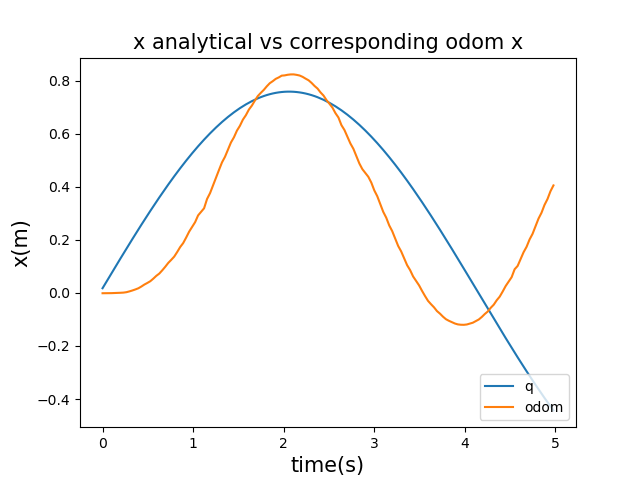 x analytical vs corresponding odom x
x(m)
0.8
0.6
0.4
0.2
0.0
−0.2
−0.4
0 1 2 3 4 5
time(s)
q
odom